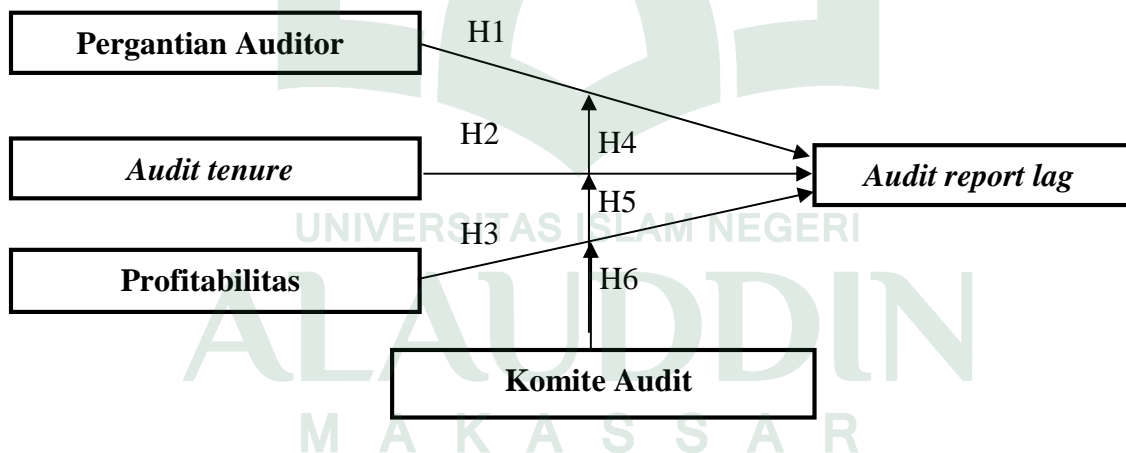 H1
Pergantian Auditor
H2
H4
Audit tenure
Audit report lag
H5
UNIVERSITAS ISLAM NEGERI
H3
Profitabilitas
H6
ALAUDDIN
Komite Audit
MAKASSAR